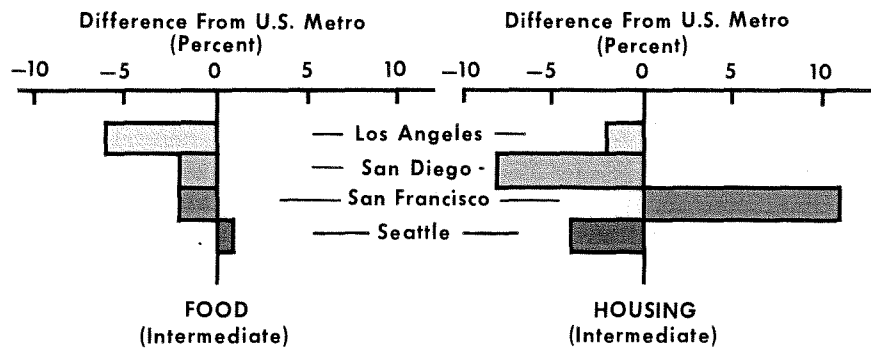 Difference From U.S. Metro
(Percent)
−10 −5 0 5 10
Difference From U.S. Metro
(Percent)
−10 −5 0 5 10
Los Angeles
San Diego
San Francisco
Seattle
FOOD
(Intermediate)
HOUSING
(Intermediate)